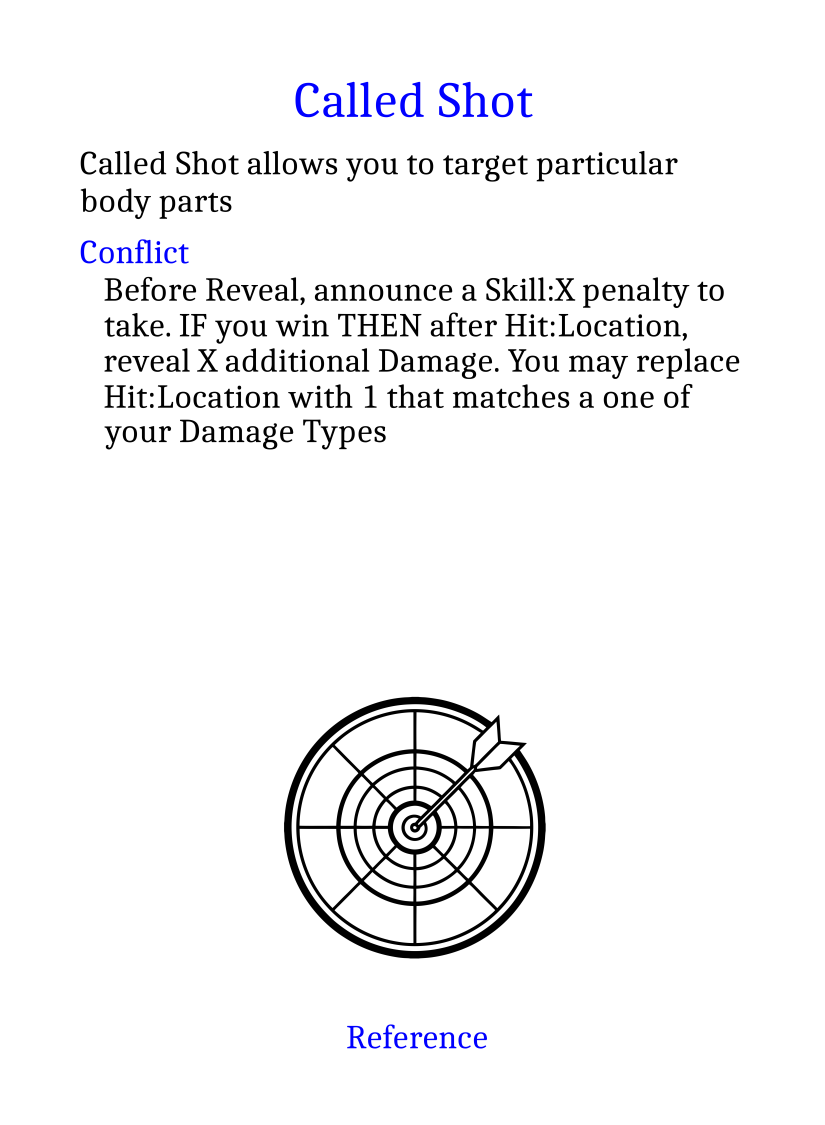 Called Shot
Called Shot allows you to target particular
body parts
Conflict
Before Reveal, announce a Skill:X penalty to
take. IF you win THEN after Hit:Location,
reveal X additional Damage. You may replace
Hit:Location with 1 that matches a one of
your Damage Types
Reference